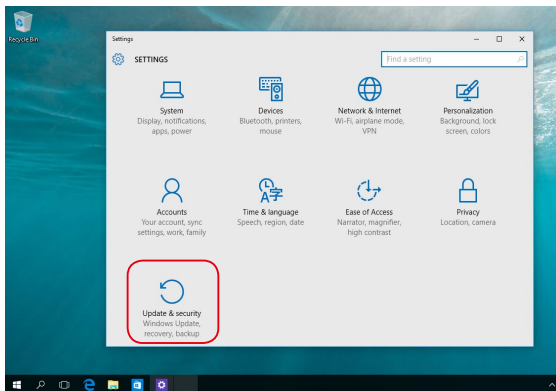 Recycle Bin
Settings
SETTINGS
Find a setting
System
Display, notifications,
apps, power
Devices
Bluetooth, printers,
mouse
Network & Internet
Wi-Fi, airplane mode,
VPN
Personalization
Background, lock
screen, colors
Accounts
Your account, sync
settings, work, family
Time & language
Speech, region, date
Ease of Access
Narrator, magnifier,
high contrast
Privacy
Location, camera
Update & security
Windows Update,
recovery, backup